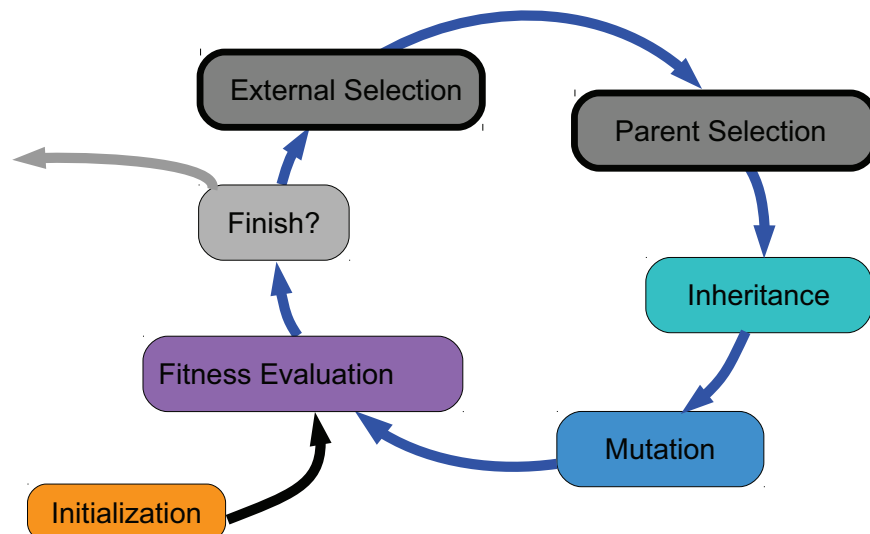 External Selection
Parent Selection
Finish?
Inheritance
Fitness Evaluation
Mutation
Initialization